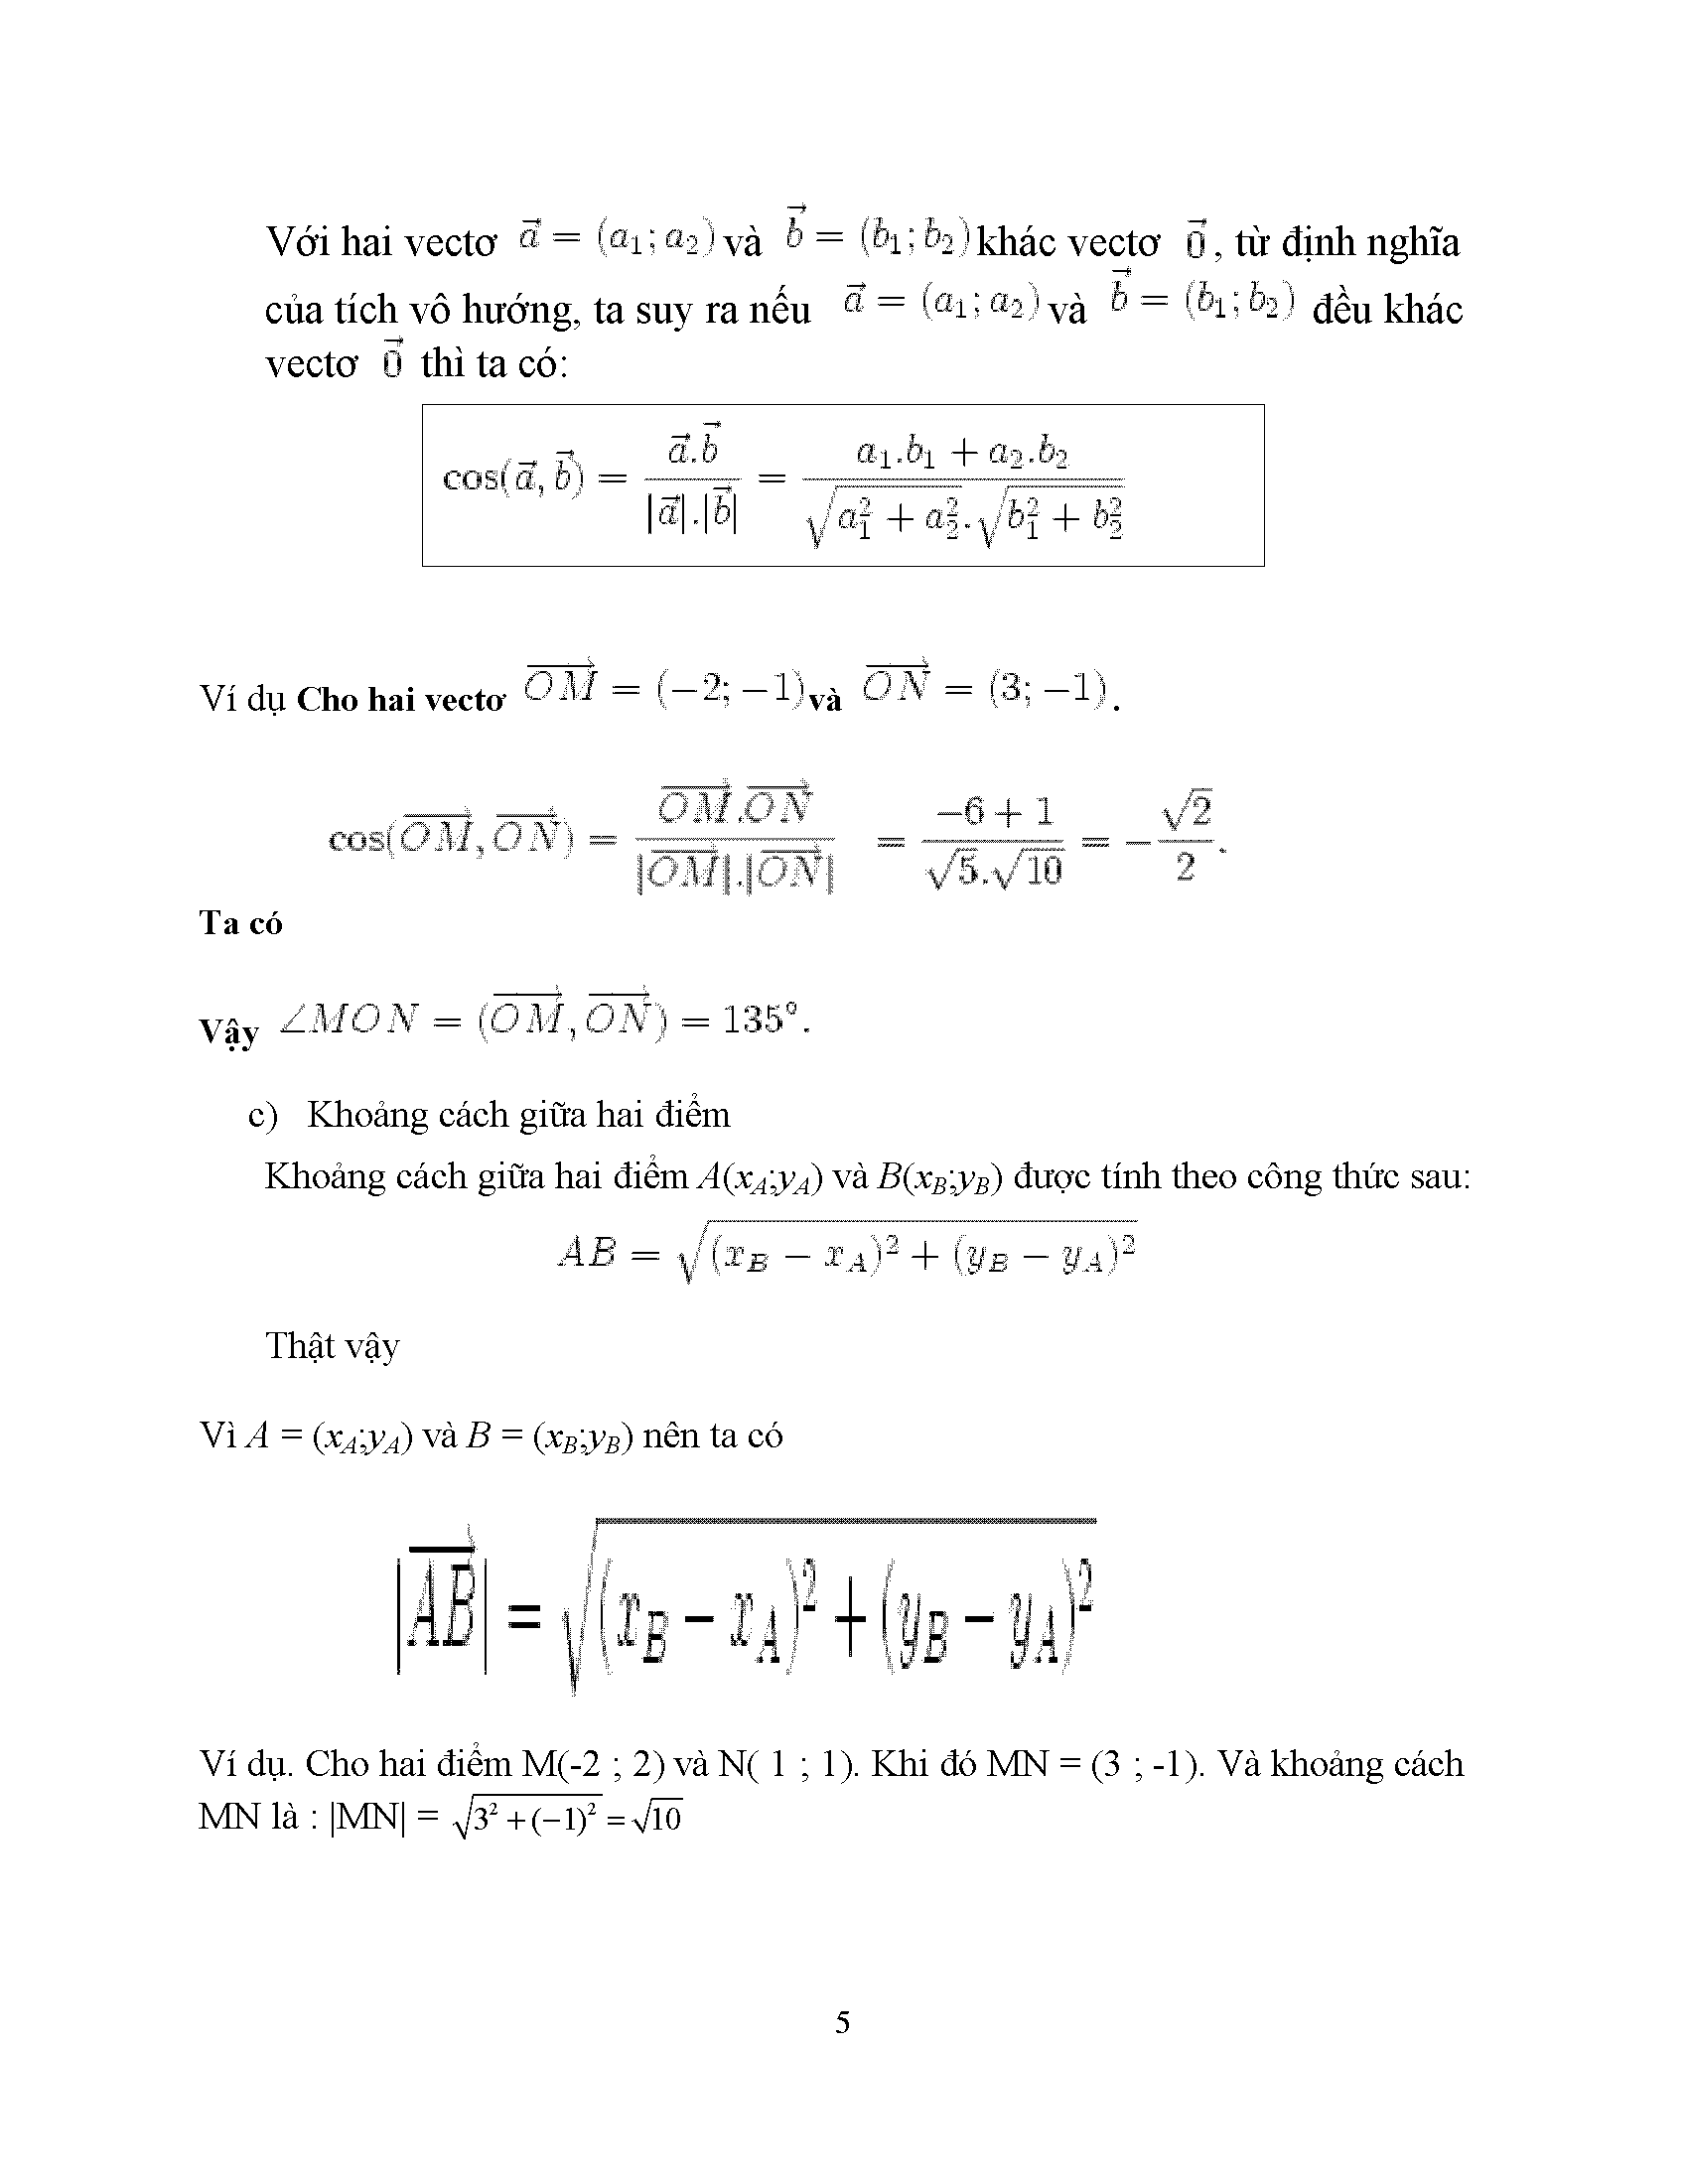 Với hai vectơ $\vec{a} = (a_1; a_2)$ và $\vec{b} = (b_1; b_2)$ khác vectơ $\vec{0}$, từ định nghĩa
của tích vô hướng, ta suy ra nếu $\vec{a} = (a_1; a_2)$ và $\vec{b} = (b_1; b_2)$ đều khác
vectơ $\vec{0}$ thì ta có:
$\cos(\vec{a}, \vec{b}) = \frac{\vec{a}.\vec{b}}{|\vec{a}|.|\vec{b}|} = \frac{a_1.b_1 + a_2.b_2}{\sqrt{a_1^2 + a_2^2}.\sqrt{b_1^2 + b_2^2}}$
Ví dụ Cho hai vectơ $\overrightarrow{OM} = (-2; -1)$ và $\overrightarrow{ON} = (3; -1)$.
$\cos(\overrightarrow{OM}, \overrightarrow{ON}) = \frac{\overrightarrow{OM}.\overrightarrow{ON}}{|\overrightarrow{OM}|.|\overrightarrow{ON}|} = \frac{-6 + 1}{\sqrt{5}.\sqrt{10}} = -\frac{\sqrt{2}}{2}.$
Ta có
Vậy $\angle MON = (\overrightarrow{OM}, \overrightarrow{ON}) = 135°.$
c) Khoảng cách giữa hai điểm
Khoảng cách giữa hai điểm $A(x_A;y_A)$ và $B(x_B;y_B)$ được tính theo công thức sau:
$AB = \sqrt{(x_B - x_A)^2 + (y_B - y_A)^2}$
Thật vậy
Vì $A = (x_A;y_A)$ và $B = (x_B;y_B)$ nên ta có
$|\overrightarrow{AB}| = \sqrt{(x_B - x_A)^2 + (y_B - y_A)^2}$
Ví dụ. Cho hai điểm M(-2 ; 2) và N( 1 ; 1). Khi đó MN = (3 ; -1). Và khoảng cách
MN là : |MN| = $\sqrt{3^2 + (-1)^2} = \sqrt{10}$
5